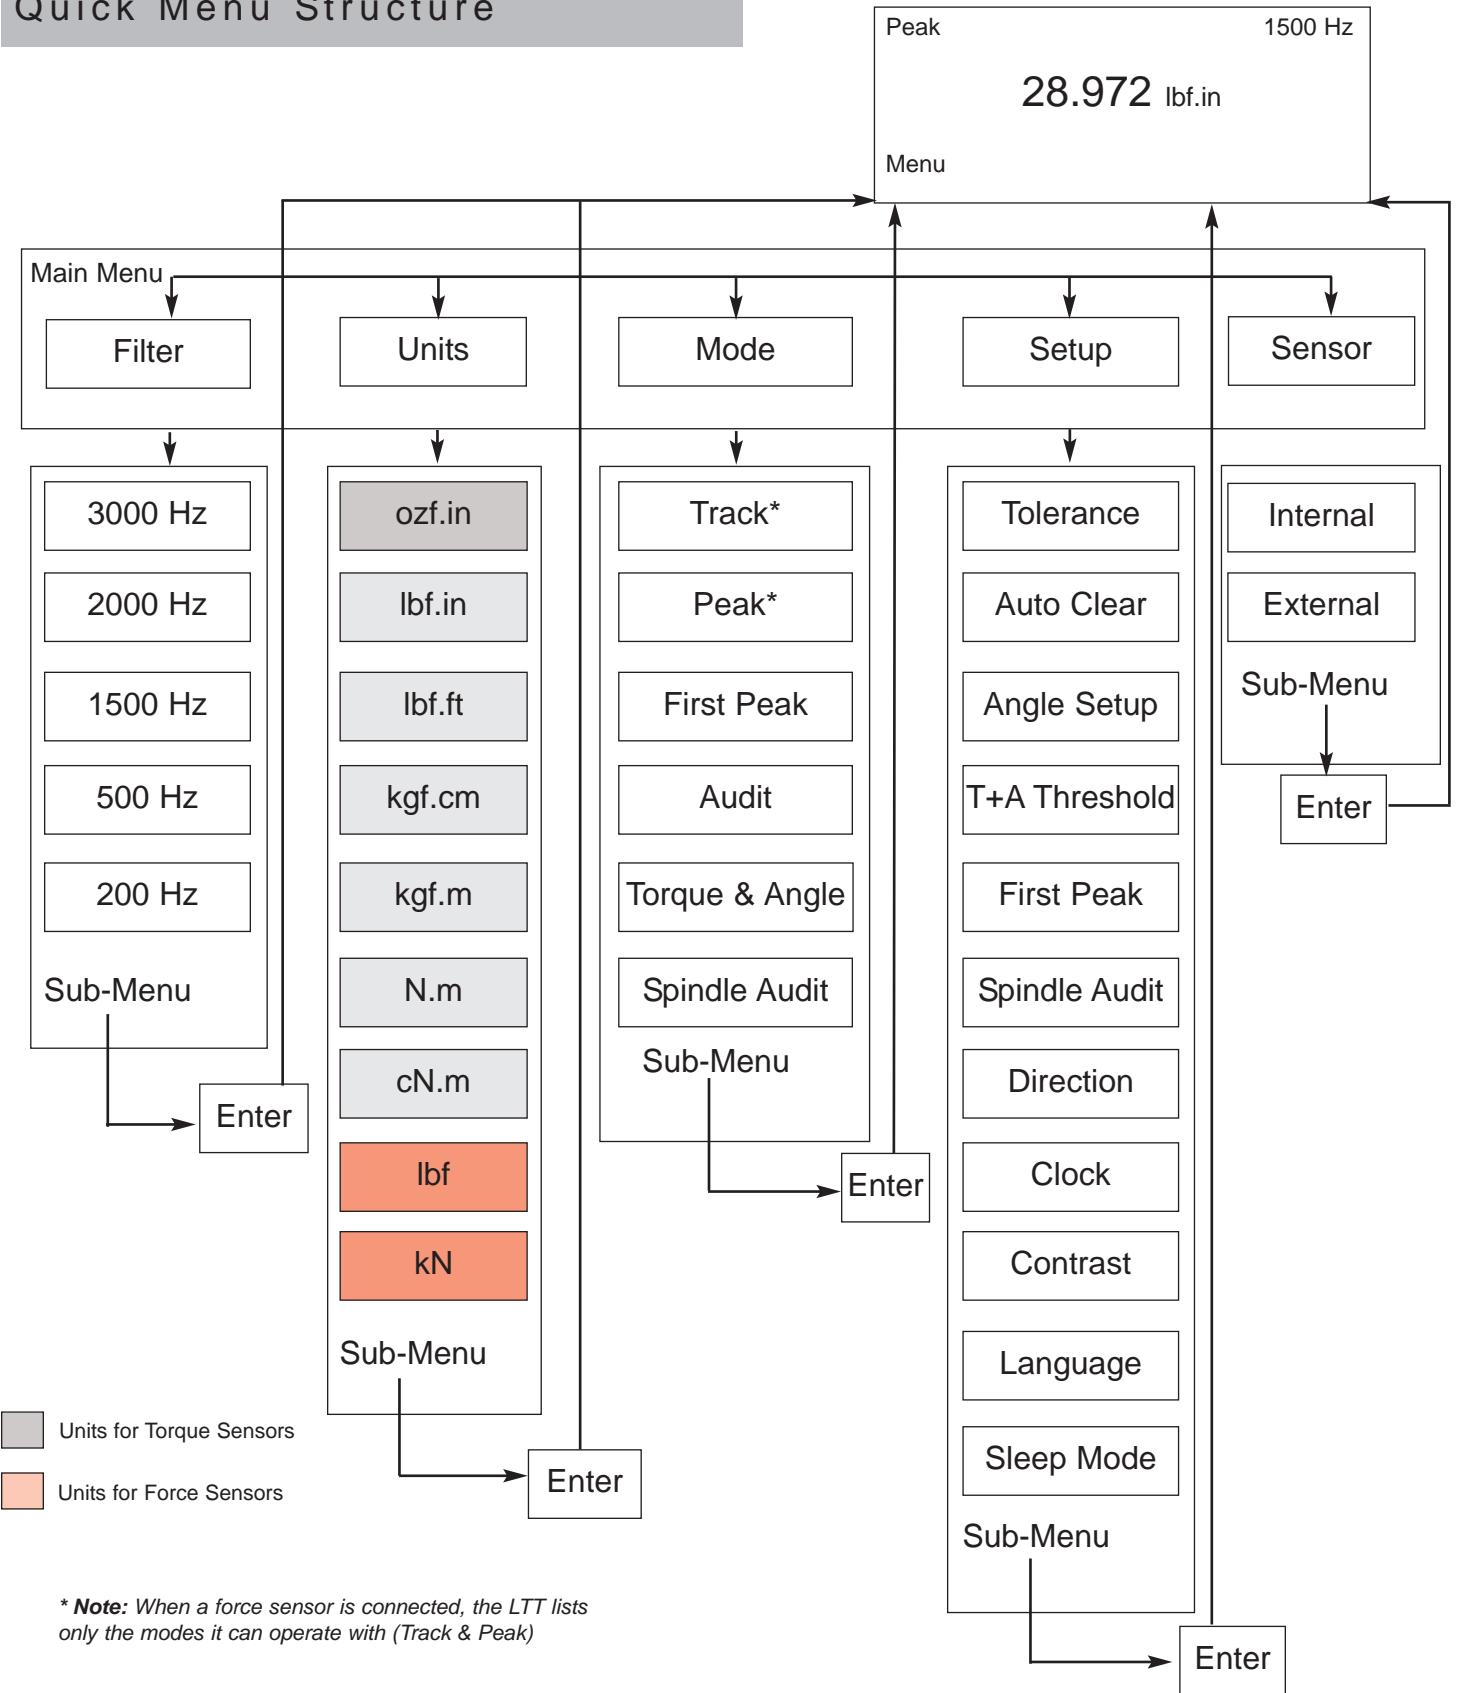 Quick Menu Structure
Peak 1500 Hz
28.972 lbf.in
Menu
Main Menu
Filter
Units
Mode
Setup
Sensor
3000 Hz
2000 Hz
1500 Hz
500 Hz
200 Hz
Sub-Menu
Enter
ozf.in
lbf.in
lbf.ft
kgf.cm
kgf.m
N.m
cN.m
lbf
kN
Sub-Menu
Enter
Track*
Peak*
First Peak
Audit
Torque & Angle
Spindle Audit
Sub-Menu
Enter
Tolerance
Auto Clear
Angle Setup
T+A Threshold
First Peak
Spindle Audit
Direction
Clock
Contrast
Language
Sleep Mode
Sub-Menu
Enter
Internal
External
Sub-Menu
Enter
Units for Torque Sensors
Units for Force Sensors
* Note: When a force sensor is connected, the LTT lists
only the modes it can operate with (Track & Peak)